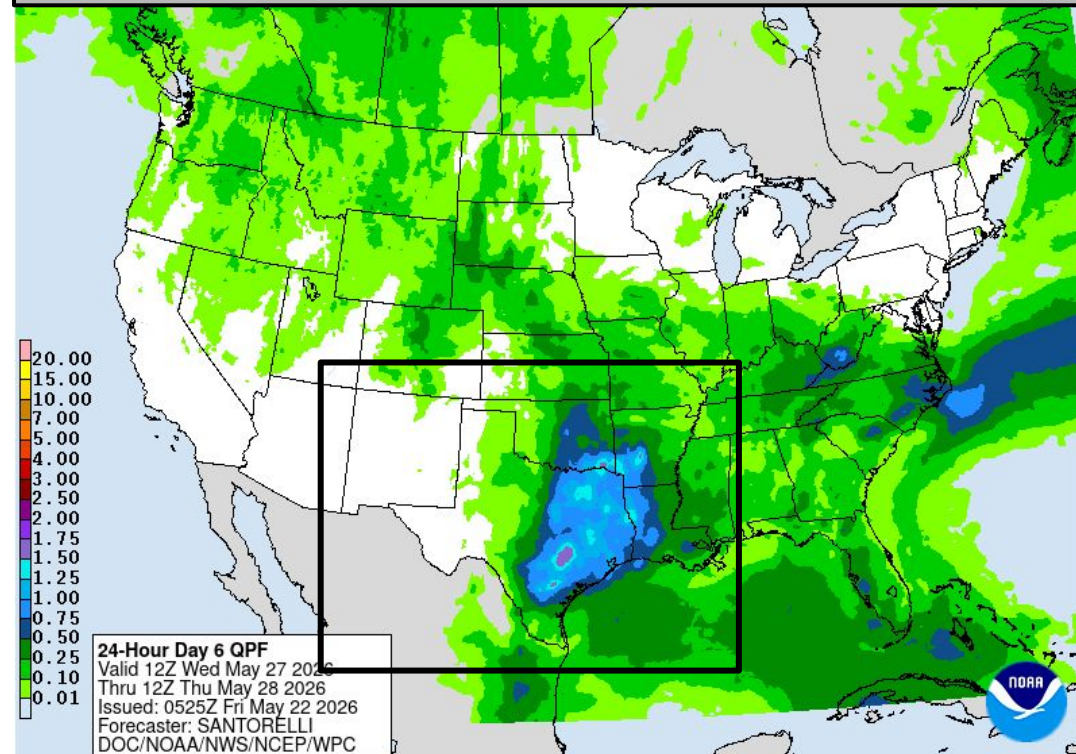 20.00
15.00
10.00
7.00
5.00
4.00
3.00
2.50
2.00
1.75
1.50
1.25
1.00
0.75
0.50
0.25
0.10
0.01
24-Hour Day 6 QPF
Valid 12Z Wed May 27 2026
Thru 12Z Thu May 28 2026
Issued: 0525Z Fri May 22 2026
Forecaster: SANTORELLI
DOC/NOAA/NWS/NCEP/WPC
NOAA